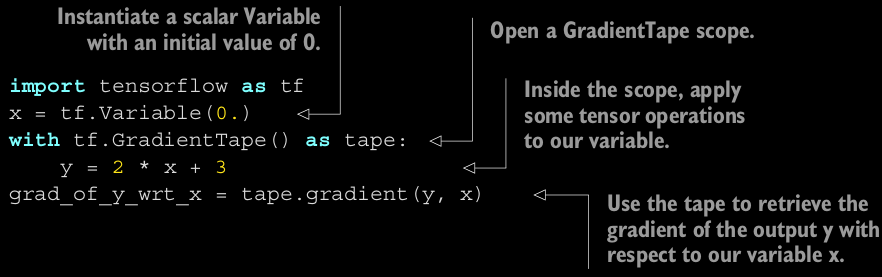 Instantiate a scalar Variable
with an initial value of 0.
Open a GradientTape scope.
import tensorflow as tf
x = tf.Variable(0.)
with tf.GradientTape() as tape:
    y = 2 * x + 3
grad_of_y_wrt_x = tape.gradient(y, x)
Inside the scope, apply
some tensor operations
to our variable.
Use the tape to retrieve the
gradient of the output y with
respect to our variable x.